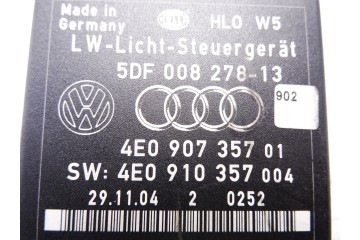 Made in Germany HLO W5
LW-Licht-Steuergerät
5DF 008 278-13
902
4E0 907 357 01
SW: 4E0 910 357 004
29.11.04 2 0252